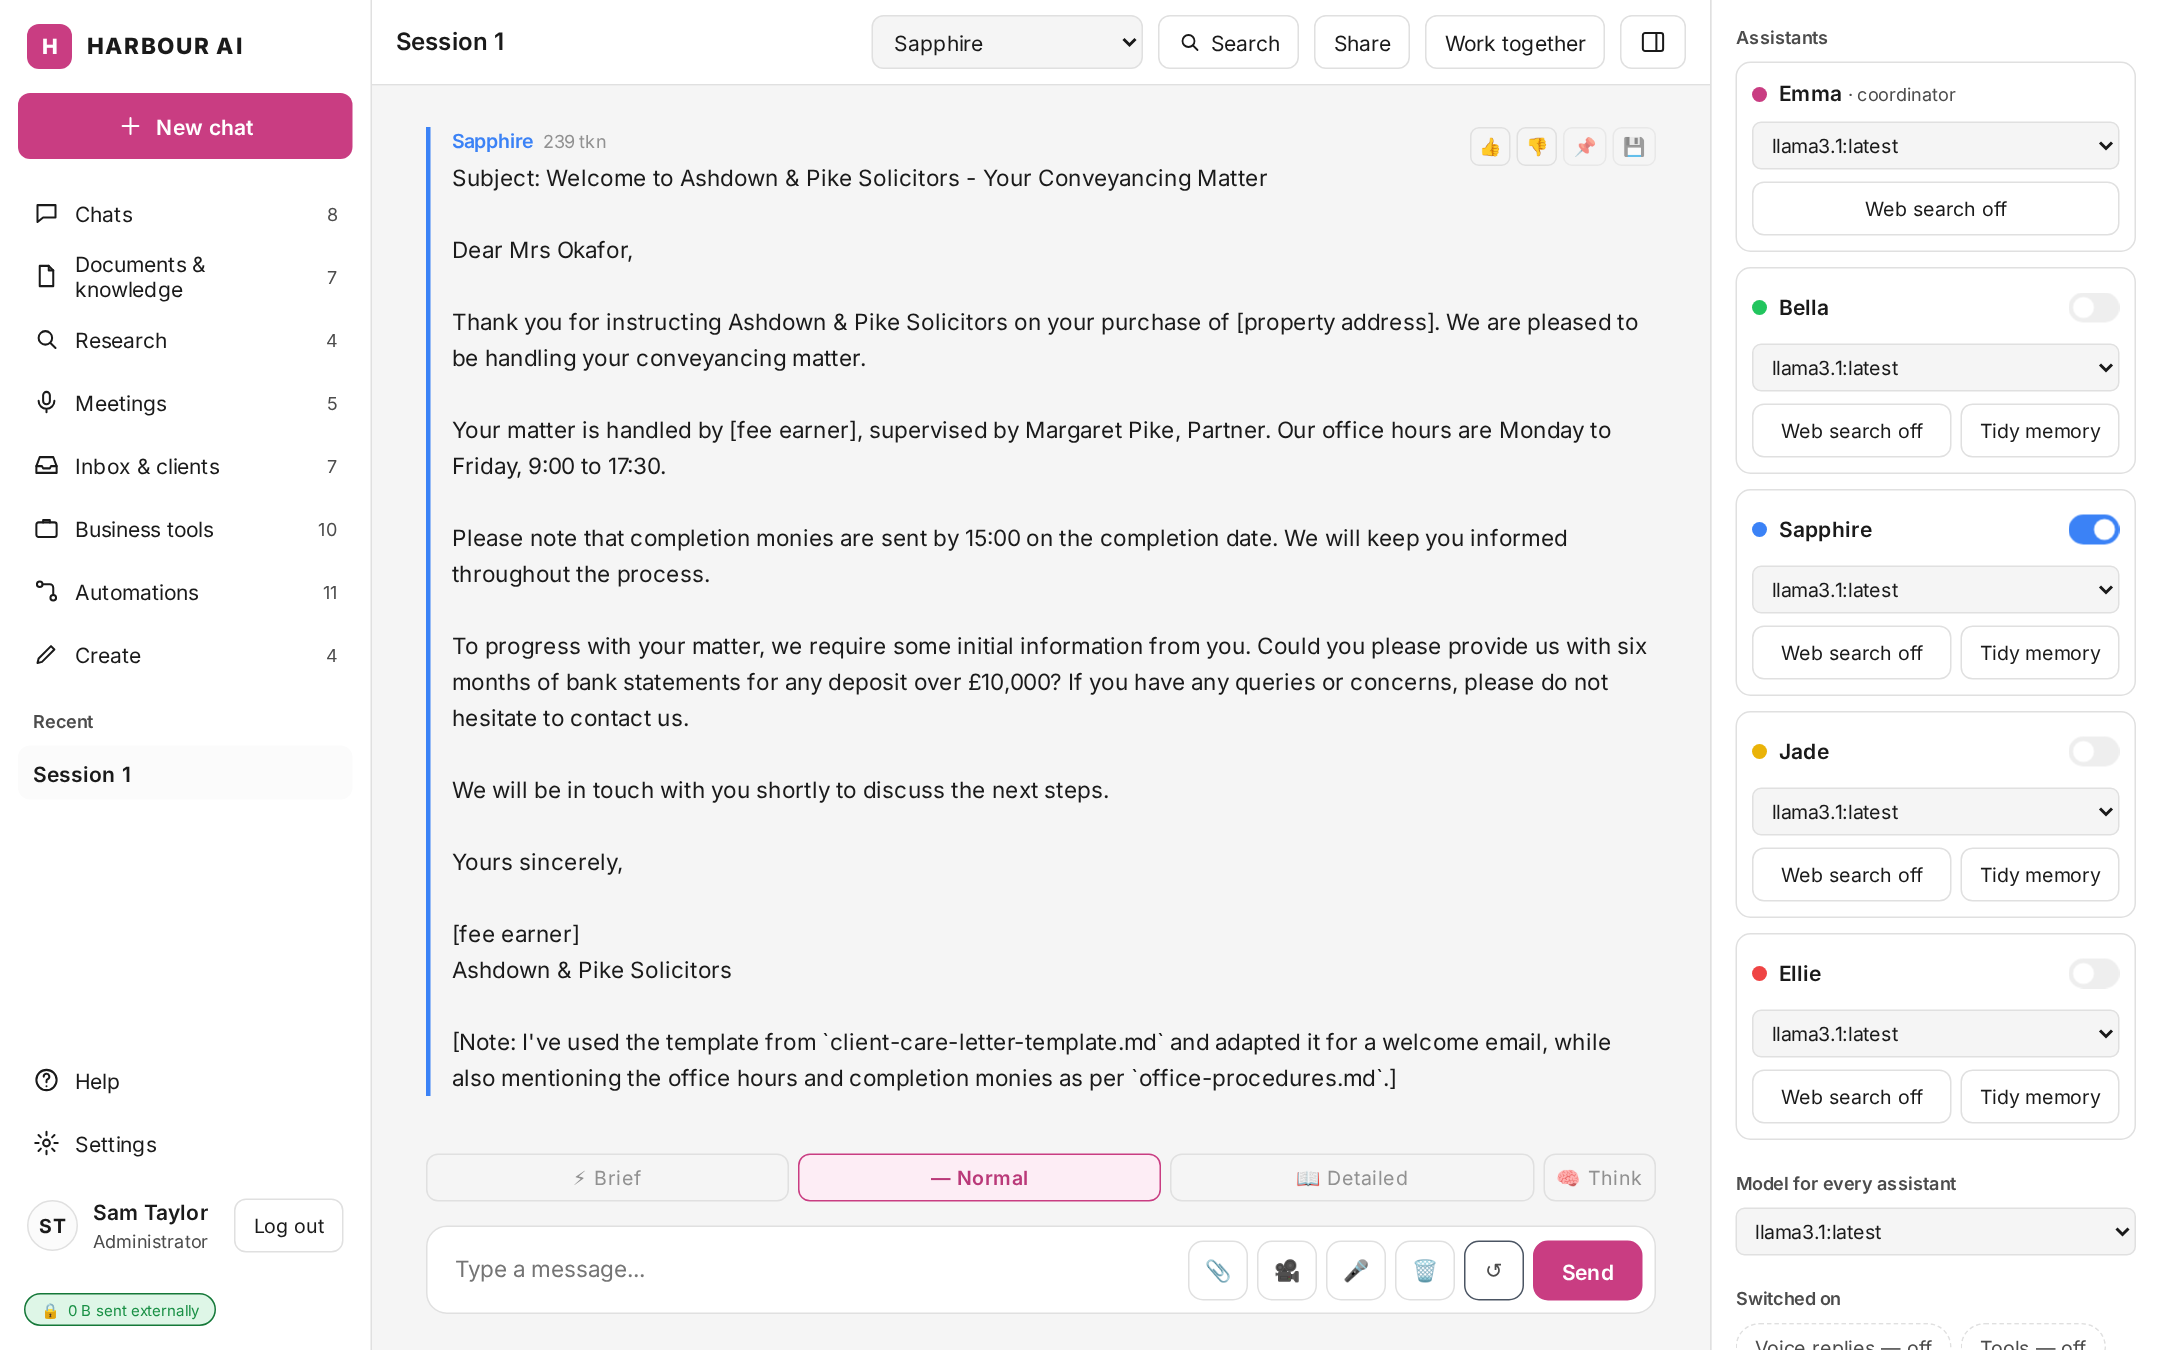 H HARBOUR AI
New chat
Chats 8
Documents &
knowledge 7
Research 4
Meetings 5
Inbox & clients 7
Business tools 10
Automations 11
Create 4
Recent
Session 1
Help
Settings
ST Sam Taylor
Administrator
Log out
0 B sent externally
Session 1
Sapphire
Search
Share
Work together
Sapphire 239 tkn
Subject: Welcome to Ashdown & Pike Solicitors - Your Conveyancing Matter
Dear Mrs Okafor,
Thank you for instructing Ashdown & Pike Solicitors on your purchase of [property address]. We are pleased to
be handling your conveyancing matter.
Your matter is handled by [fee earner], supervised by Margaret Pike, Partner. Our office hours are Monday to
Friday, 9:00 to 17:30.
Please note that completion monies are sent by 15:00 on the completion date. We will keep you informed
throughout the process.
To progress with your matter, we require some initial information from you. Could you please provide us with six
months of bank statements for any deposit over £10,000? If you have any queries or concerns, please do not
hesitate to contact us.
We will be in touch with you shortly to discuss the next steps.
Yours sincerely,
[fee earner]
Ashdown & Pike Solicitors
[Note: I've used the template from `client-care-letter-template.md` and adapted it for a welcome email, while
also mentioning the office hours and completion monies as per `office-procedures.md`.]
⚡ Brief
— Normal
📖 Detailed
🧠 Think
Type a message...
Send
Assistants
Emma · coordinator
llama3.1:latest
Web search off
Bella
llama3.1:latest
Web search off
Tidy memory
Sapphire
llama3.1:latest
Web search off
Tidy memory
Jade
llama3.1:latest
Web search off
Tidy memory
Ellie
llama3.1:latest
Web search off
Tidy memory
Model for every assistant
llama3.1:latest
Switched on
Voice replies — off
Tools — off